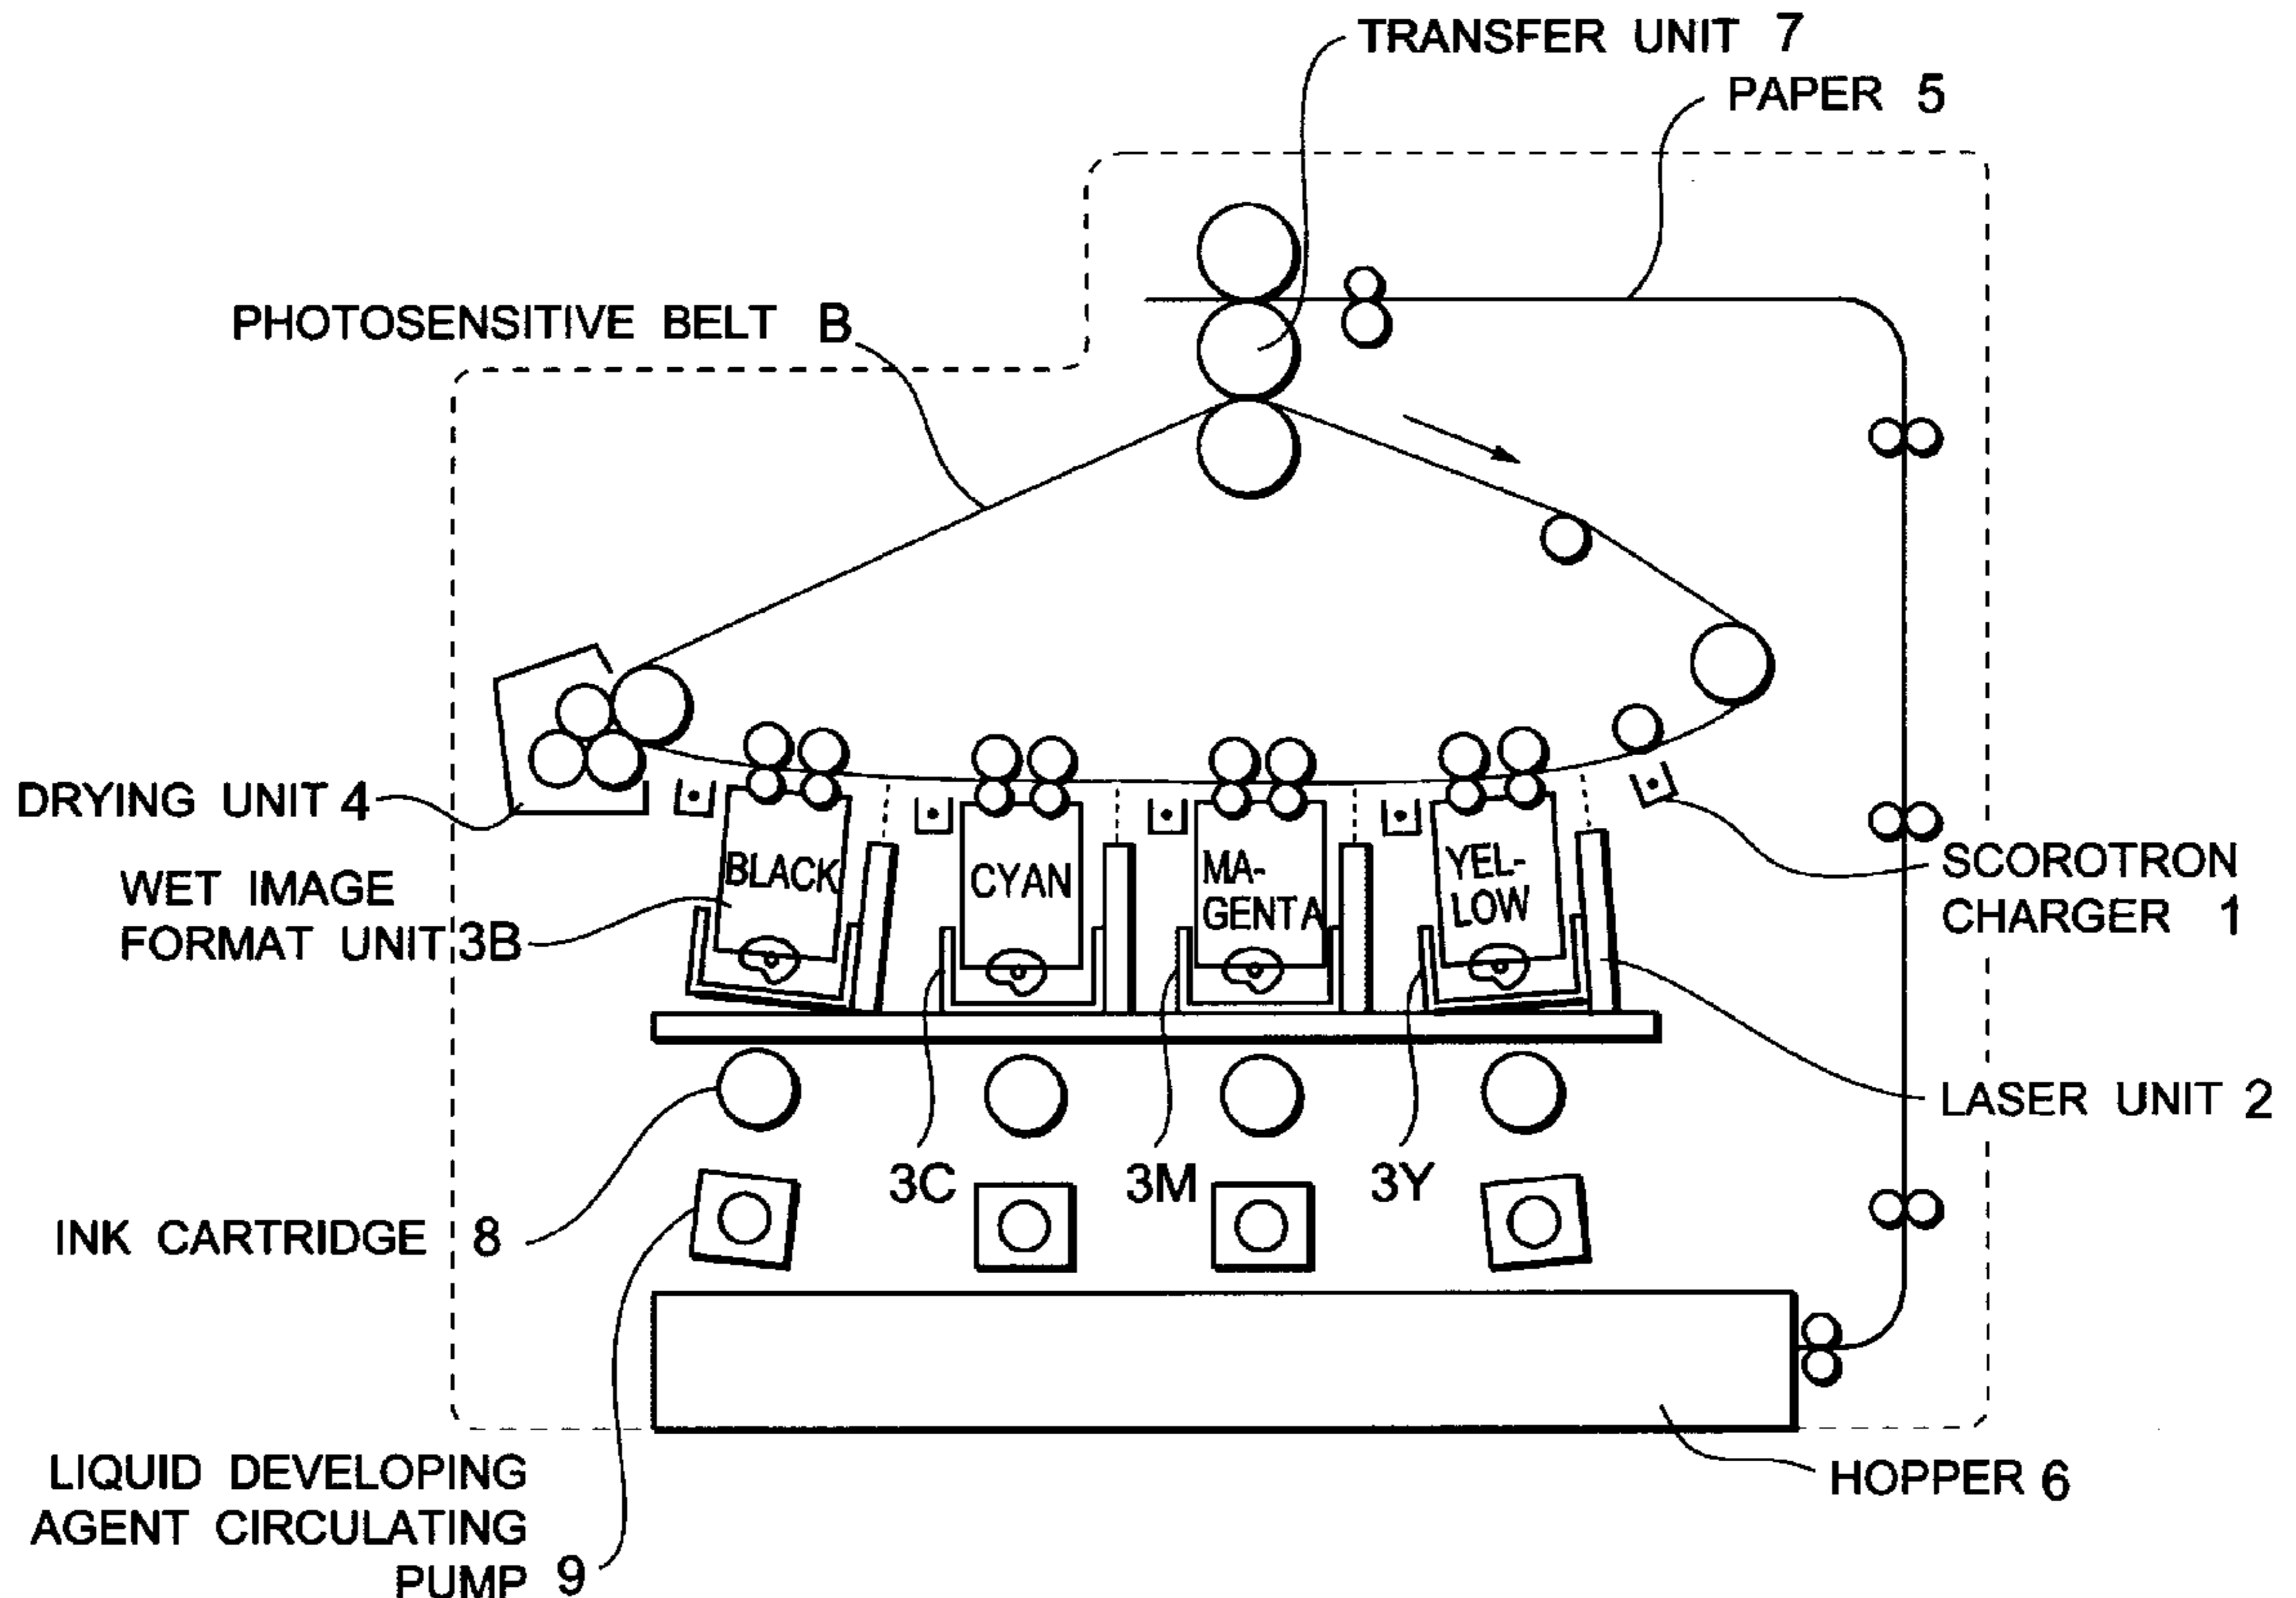 TRANSFER UNIT 7
PAPER 5
PHOTOSENSITIVE BELT B
DRYING UNIT 4
WET IMAGE
FORMAT UNIT 3B
BLACK
CYAN
MA-
GENTA
YEL-
LOW
SCOROTRON
CHARGER 1
LASER UNIT 2
3C
3M
3Y
INK CARTRIDGE 8
LIQUID DEVELOPING
AGENT CIRCULATING
PUMP 9
HOPPER 6